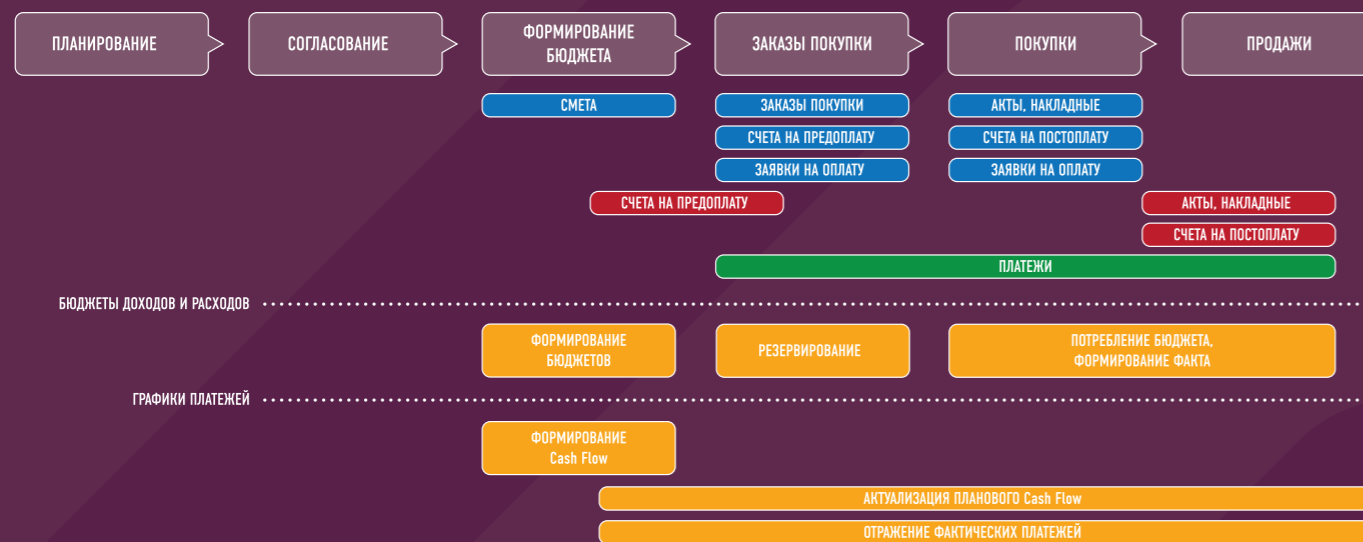 ПЛАНИРОВАНИЕ
СОГЛАСОВАНИЕ
ФОРМИРОВАНИЕ
БЮДЖЕТА
ЗАКАЗЫ ПОКУПКИ
ПОКУПКИ
ПРОДАЖИ
СМЕТА
ЗАКАЗЫ ПОКУПКИ
АКТЫ, НАКЛАДНЫЕ
СЧЕТА НА ПРЕДОПЛАТУ
СЧЕТА НА ПОСТОПЛАТУ
ЗАЯВКИ НА ОПЛАТУ
ЗАЯВКИ НА ОПЛАТУ
СЧЕТА НА ПРЕДОПЛАТУ
АКТЫ, НАКЛАДНЫЕ
СЧЕТА НА ПОСТОПЛАТУ
ПЛАТЕЖИ
БЮДЖЕТЫ ДОХОДОВ И РАСХОДОВ
ФОРМИРОВАНИЕ
БЮДЖЕТОВ
РЕЗЕРВИРОВАНИЕ
ПОТРЕБЛЕНИЕ БЮДЖЕТА,
ФОРМИРОВАНИЕ ФАКТА
ГРАФИКИ ПЛАТЕЖЕЙ
ФОРМИРОВАНИЕ
Cash Flow
АКТУАЛИЗАЦИЯ ПЛАНОВОГО Cash Flow
ОТРАЖЕНИЕ ФАКТИЧЕСКИХ ПЛАТЕЖЕЙ